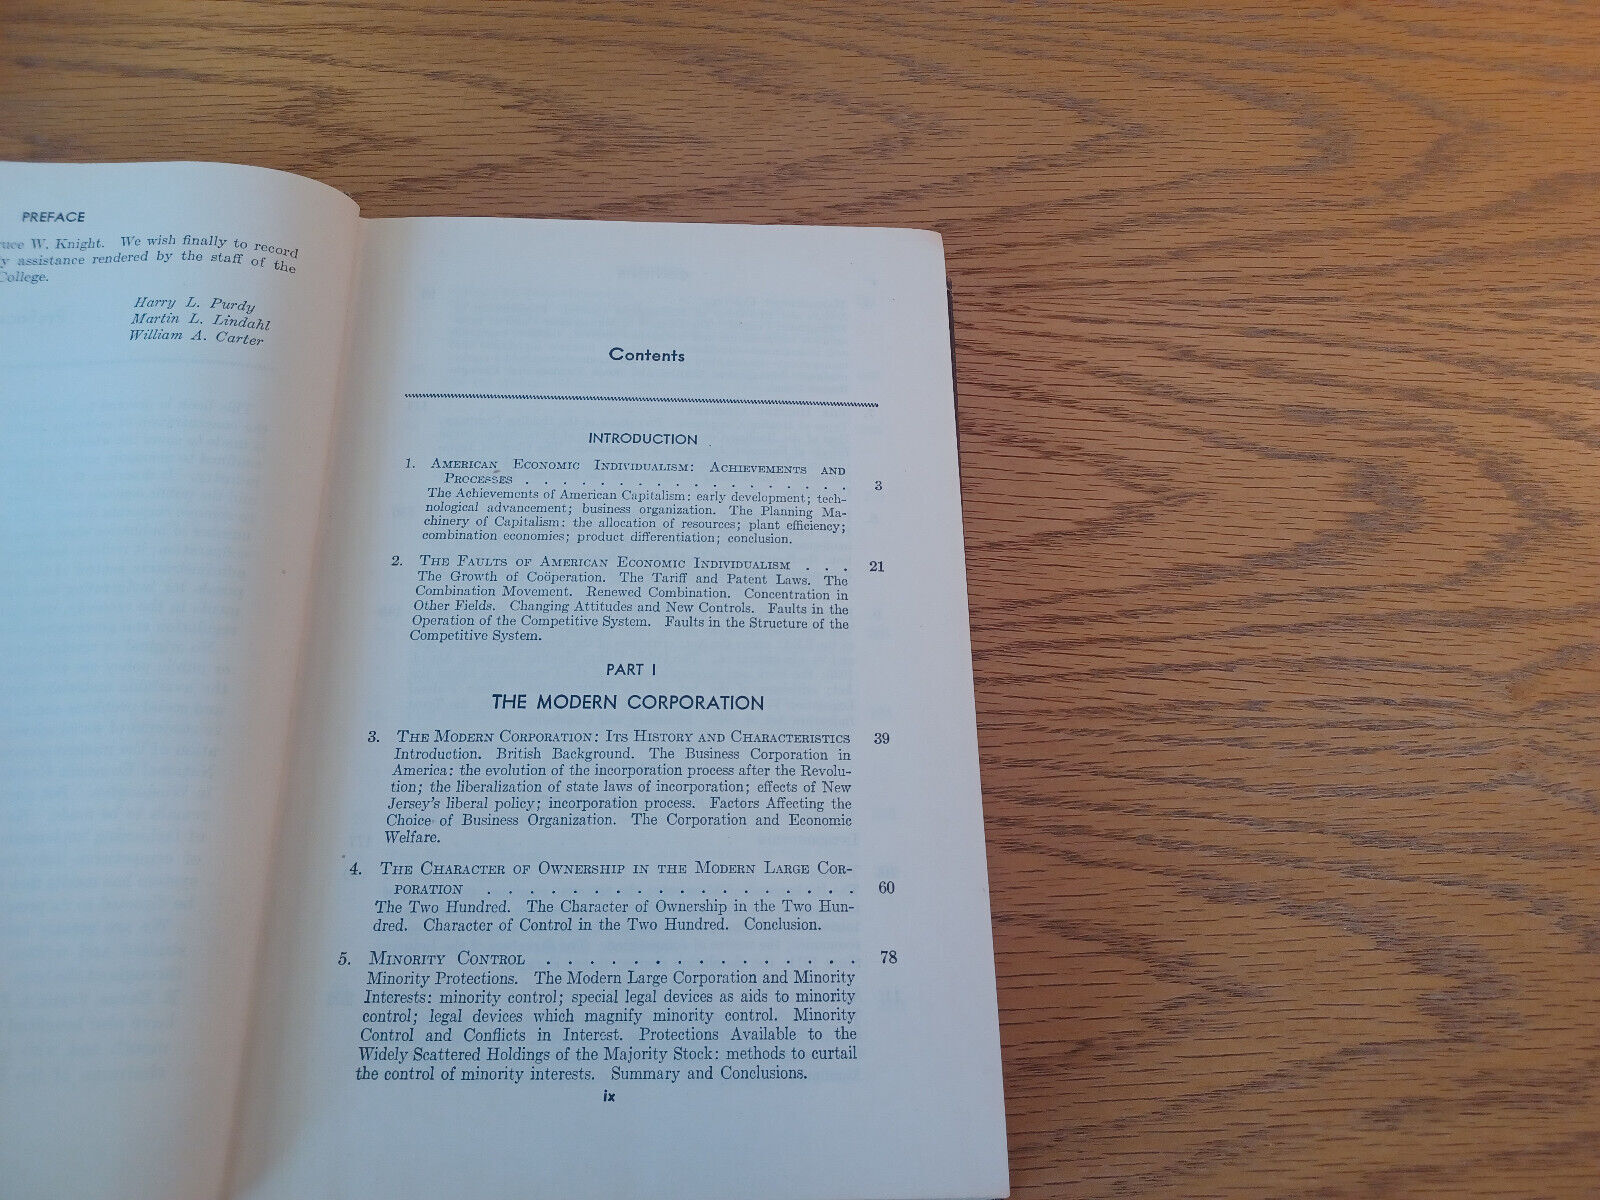 PREFACE
W. Knight. We wish finally to record
assistance rendered by the staff of the
College.
Harry L. Purdy
Martin L. Lindahl
William A. Carter
Contents
INTRODUCTION
1. American Economic Individualism: Achievements and
Processes . . . . . . . . . . . . . . . . . 3
The Achievements of American Capitalism: early development; tech-
nological advancement; business organization. The Planning Ma-
chinery of Capitalism: the allocation of resources; plant efficiency;
combination economies; product differentiation; conclusion.
2. The Faults of American Economic Individualism . . . 21
The Growth of Coöperation. The Tariff and Patent Laws. The
Combination Movement. Renewed Combination. Concentration in
Other Fields. Changing Attitudes and New Controls. Faults in the
Operation of the Competitive System. Faults in the Structure of the
Competitive System.
PART I
THE MODERN CORPORATION
3. The Modern Corporation: Its History and Characteristics 39
Introduction. British Background. The Business Corporation in
America: the evolution of the incorporation process after the Revolu-
tion; the liberalization of state laws of incorporation; effects of New
Jersey's liberal policy; incorporation process. Factors Affecting the
Choice of Business Organization. The Corporation and Economic
Welfare.
4. The Character of Ownership in the Modern Large Cor-
poration . . . . . . . . . . . . . . . . . 60
The Two Hundred. The Character of Ownership in the Two Hun-
dred. Character of Control in the Two Hundred. Conclusion.
5. Minority Control . . . . . . . . . . . . . . 78
Minority Protections. The Modern Large Corporation and Minority
Interests: minority control; special legal devices as aids to minority
control; legal devices which magnify minority control. Minority
Control and Conflicts in Interest. Protections Available to the
Widely Scattered Holdings of the Majority Stock: methods to curtail
the control of minority interests. Summary and Conclusions.
ix